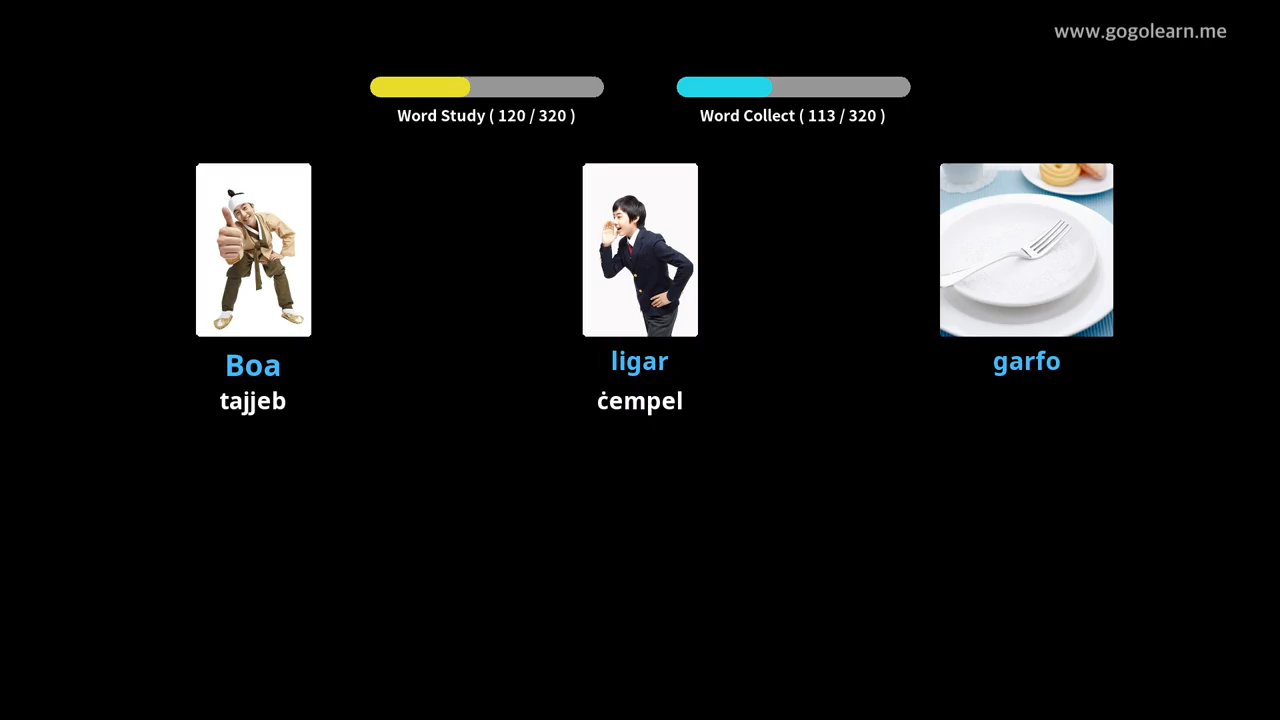 www.gogolearn.me
Word Study ( 120 / 320 )
Word Collect ( 113 / 320 )
Boa
tajjeb
ligar
ċempel
garfo